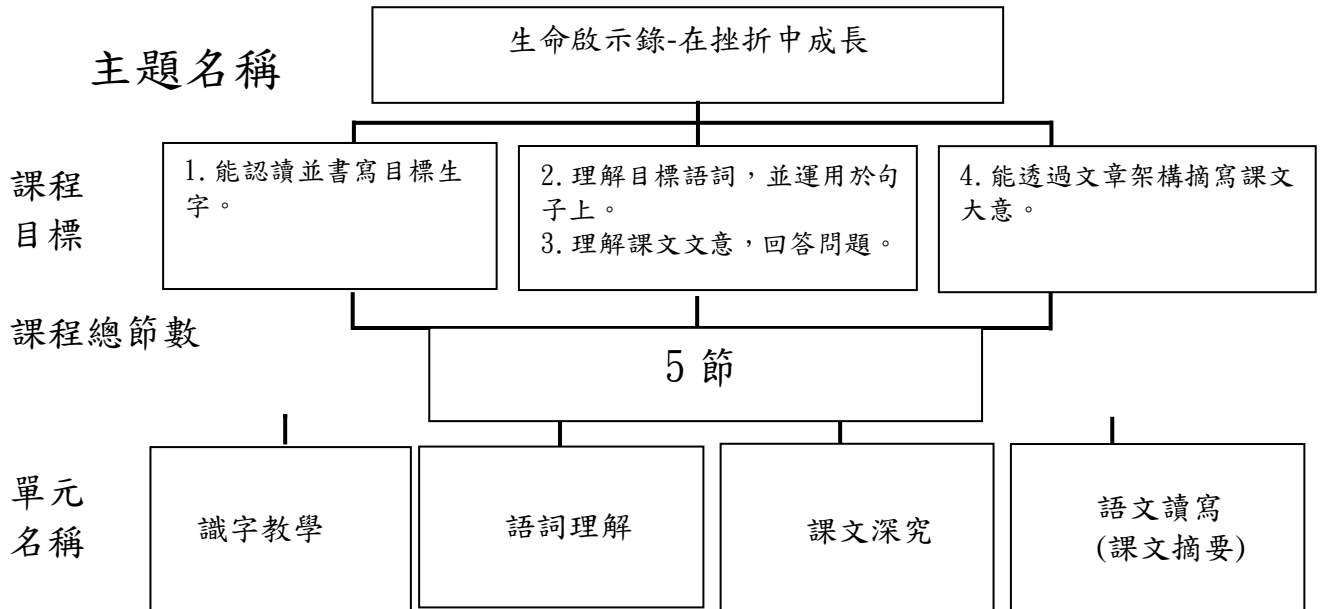 主題名稱
生命啟示錄-在挫折中成長
課程
目標
1.能認讀並書寫目標生
字。
2.理解目標語詞，並運用於句
子上。
3.理解課文文意，回答問題。
4.能透過文章架構摘寫課文
大意。
課程總節數
5 節
單元
名稱
識字教學
語詞理解
課文深究
語文讀寫
(課文摘要)